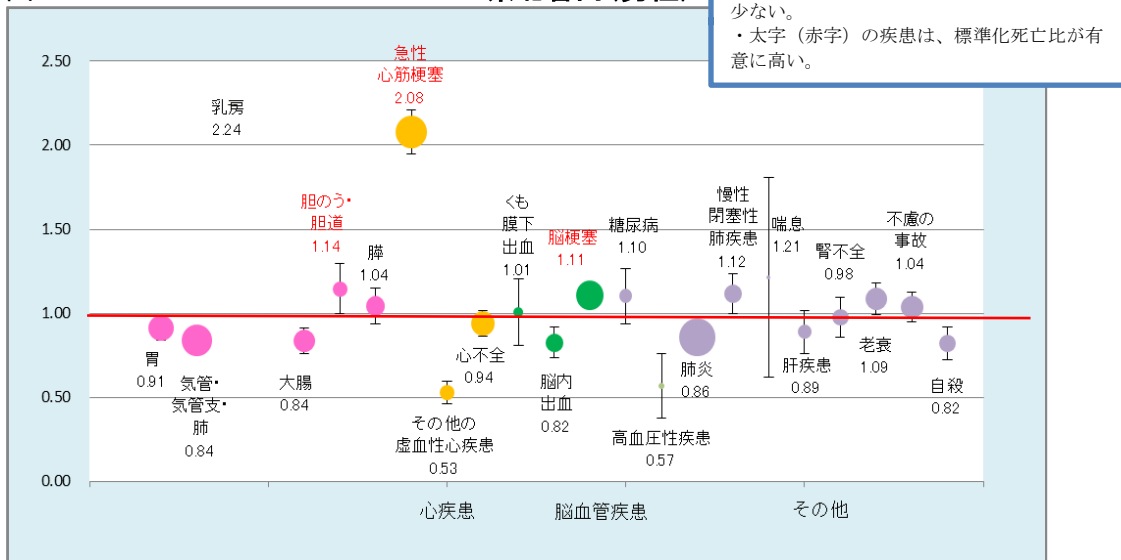 少ない。
・太字（赤字）の疾患は、標準化死亡比が有
意に高い。
2.50
2.00
1.50
1.00
0.50
0.00
乳房
2.24
急性
心筋梗塞
2.08
胆のう・
胆道
1.14
膵
1.04
くも
膜下
出血
1.01
脳梗塞
1.11
糖尿病
1.10
慢性
閉塞性
肺疾患
1.12
喘息
1.21
腎不全
0.98
不慮の
事故
1.04
胃
0.91
気管・
気管支・
肺
0.84
大腸
0.84
その他の
虚血性心疾患
0.53
心不全
0.94
脳内
出血
0.82
高血圧性疾患
0.57
肺炎
0.86
肝疾患
0.89
老衰
1.09
自殺
0.82
心疾患
脳血管疾患
その他